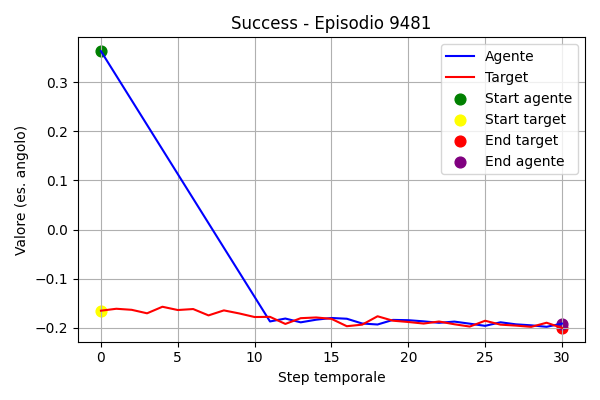 Success - Episodio 9481
Valore (es. angolo)
0.3
0.2
0.1
0.0
−0.1
−0.2
0
5
10
15
20
25
30
Step temporale
Agente
Target
Start agente
Start target
End target
End agente